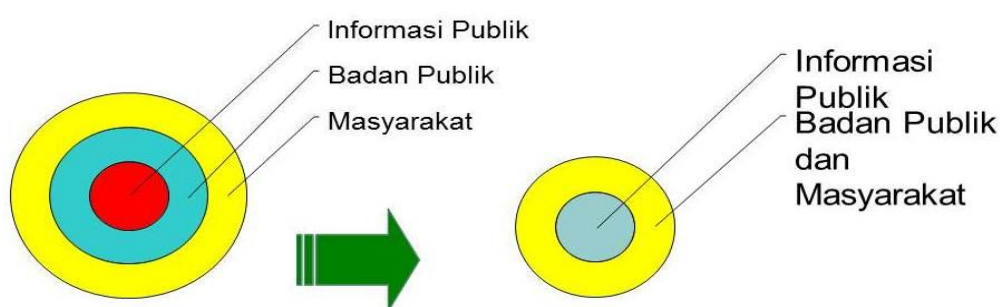 Informasi Publik
Badan Publik
Masyarakat
Informasi
Publik
Badan Publik
dan
Masyarakat